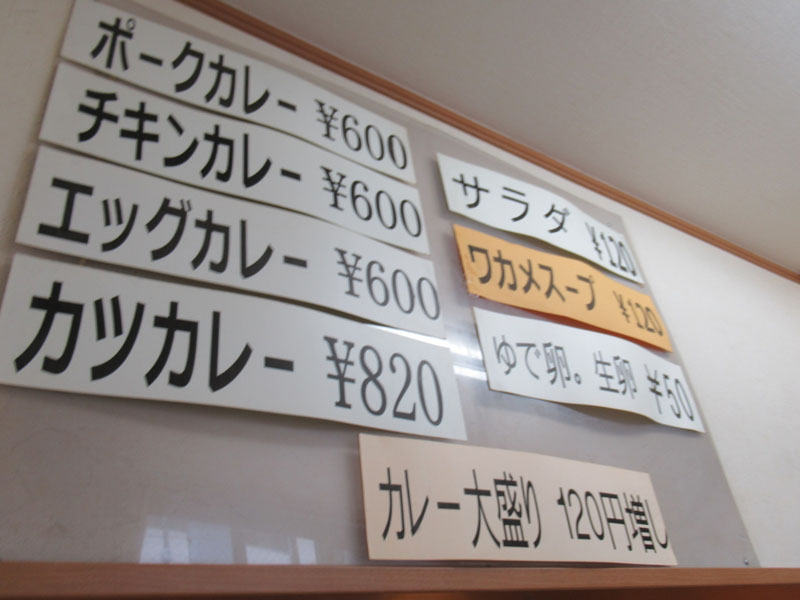 ポークカレー ¥600
チキンカレー ¥600
エッグカレー ¥600
カツカレー ¥820
サラダ ¥120
ワカメスープ ¥120
ゆで卵。生卵 ¥50
カレー大盛り 120円増し